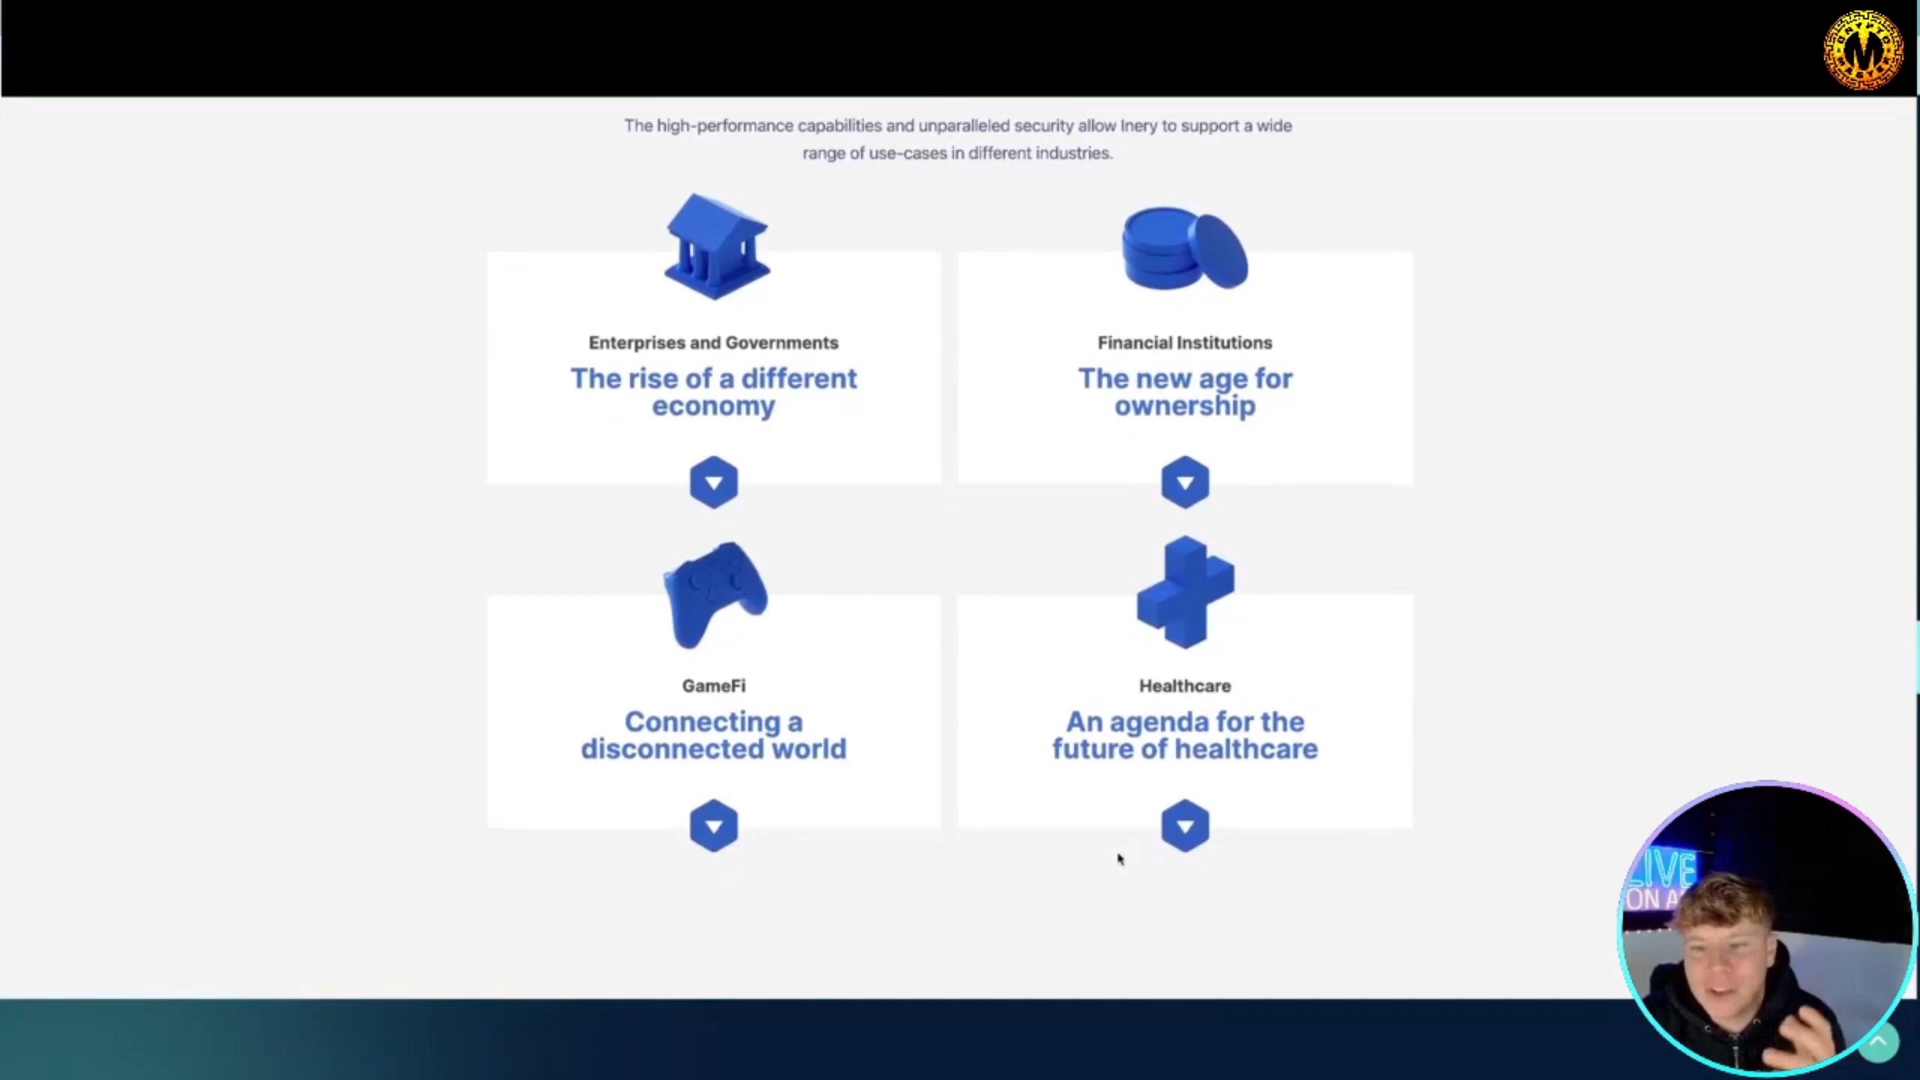 The high-performance capabilities and unparalleled security allow Inery to support a wide
range of use-cases in different industries.
Enterprises and Governments
The rise of a different
economy
Financial Institutions
The new age for
ownership
GameFi
Connecting a
disconnected world
Healthcare
An agenda for the
future of healthcare
LIVE
ON A